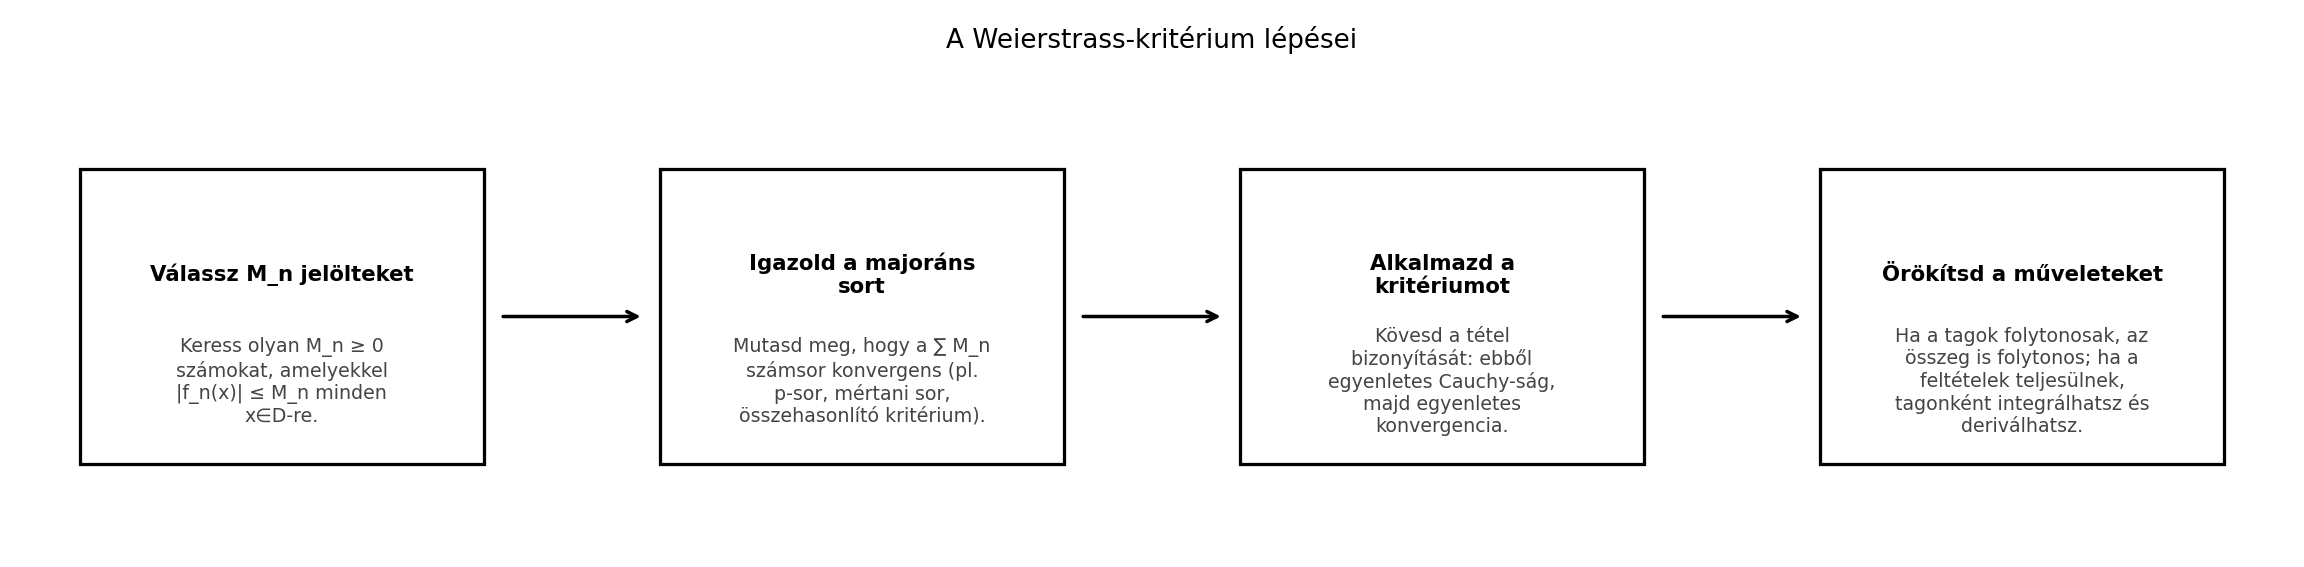 A Weierstrass-kritérium lépései
Válassz M_n jelölteket
Keress olyan M_n ≥ 0
számokat, amelyekkel
|f_n(x)| ≤ M_n minden
x∈D-re.
Igazold a majoráns
sort
Mutasd meg, hogy a ∑ M_n
számsor konvergens (pl.
p-sor, mértani sor,
összehasonlító kritérium).
Alkalmazd a
kritériumot
Kövesd a tétel
bizonyítását: ebből
egyenletes Cauchy-ság,
majd egyenletes
konvergencia.
Örökítsd a műveleteket
Ha a tagok folytonosak, az
összeg is folytonos; ha a
feltételek teljesülnek,
tagonként integrálhatsz és
deriválhatsz.